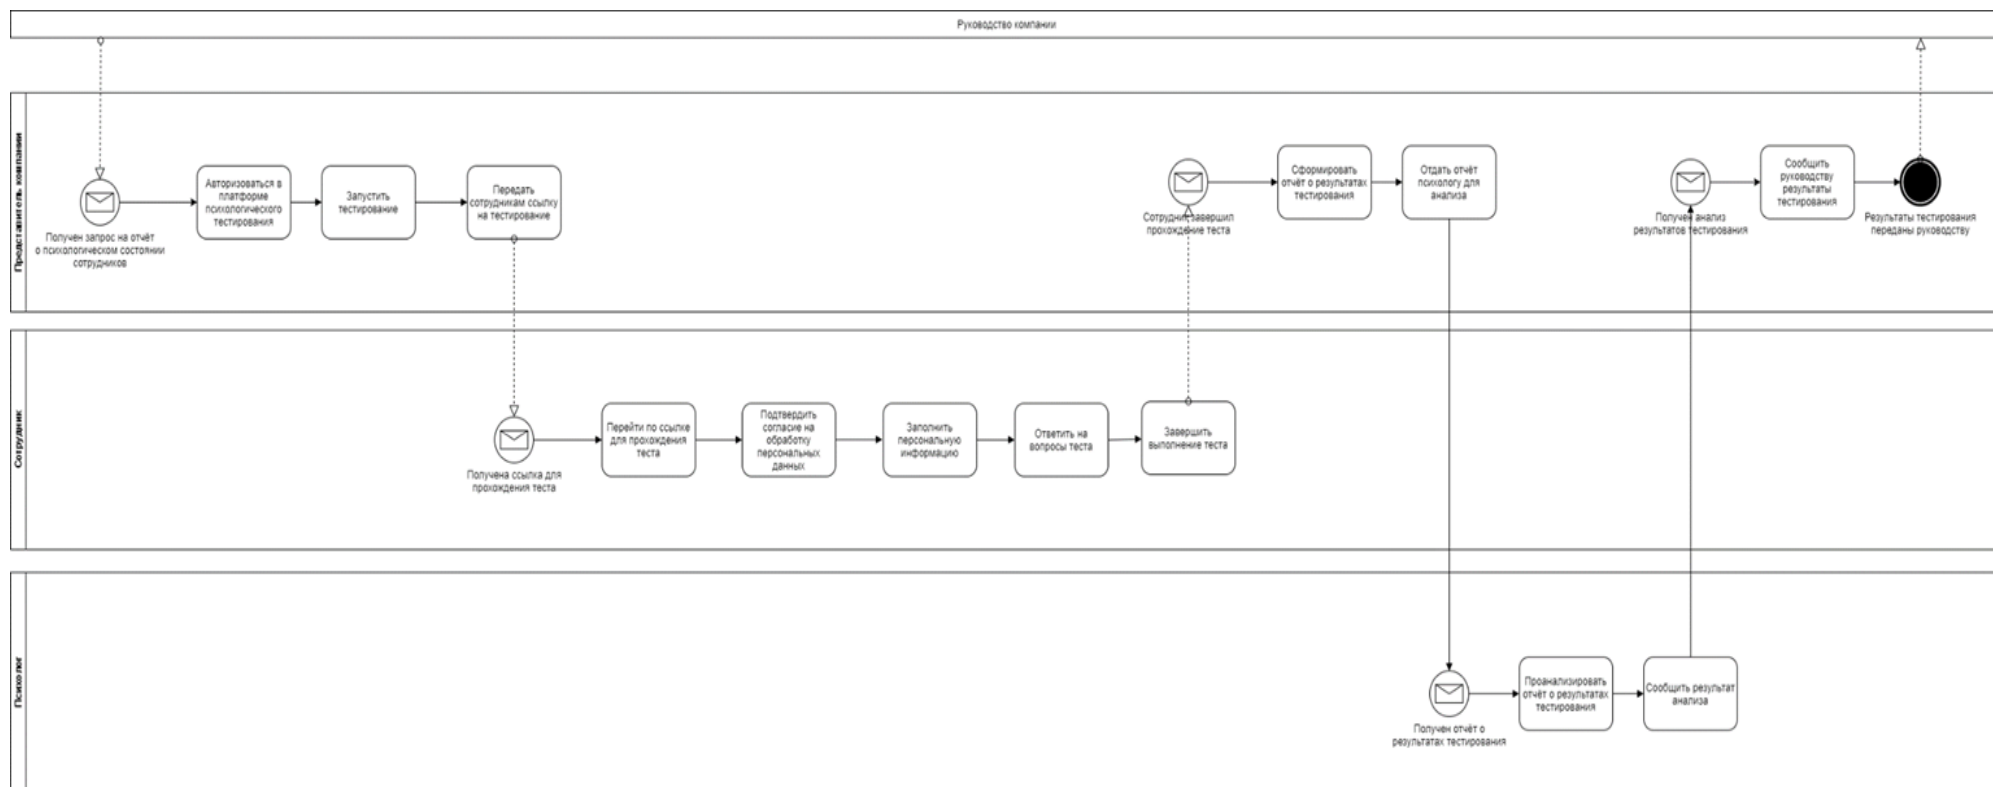 Руководство компании
Представитель компании
Получен запрос на отчёт
о психологическом состоянии
сотрудников
Авторизоваться в
платформе
психологического
тестирования
Запустить
тестирование
Передать
сотрудникам ссылку
на тестирование
Сотрудник завершил
прохождение теста
Сформировать
отчёт о результатах
тестирования
Отдать отчёт
психологу для
анализа
Получен анализ
результатов тестирования
Сообщить
руководству
результаты
тестирования
Результаты тестирования
переданы руководству
Сотрудник
Получена ссылка для
прохождения теста
Перейти по ссылке
для прохождения
теста
Подтвердить
согласие на
обработку
персональных
данных
Заполнить
персональную
информацию
Ответить на
вопросы теста
Завершить
выполнение теста
Психолог
Получен отчёт о
результатах тестирования
Проанализировать
отчёт о результатах
тестирования
Сообщить результат
анализа